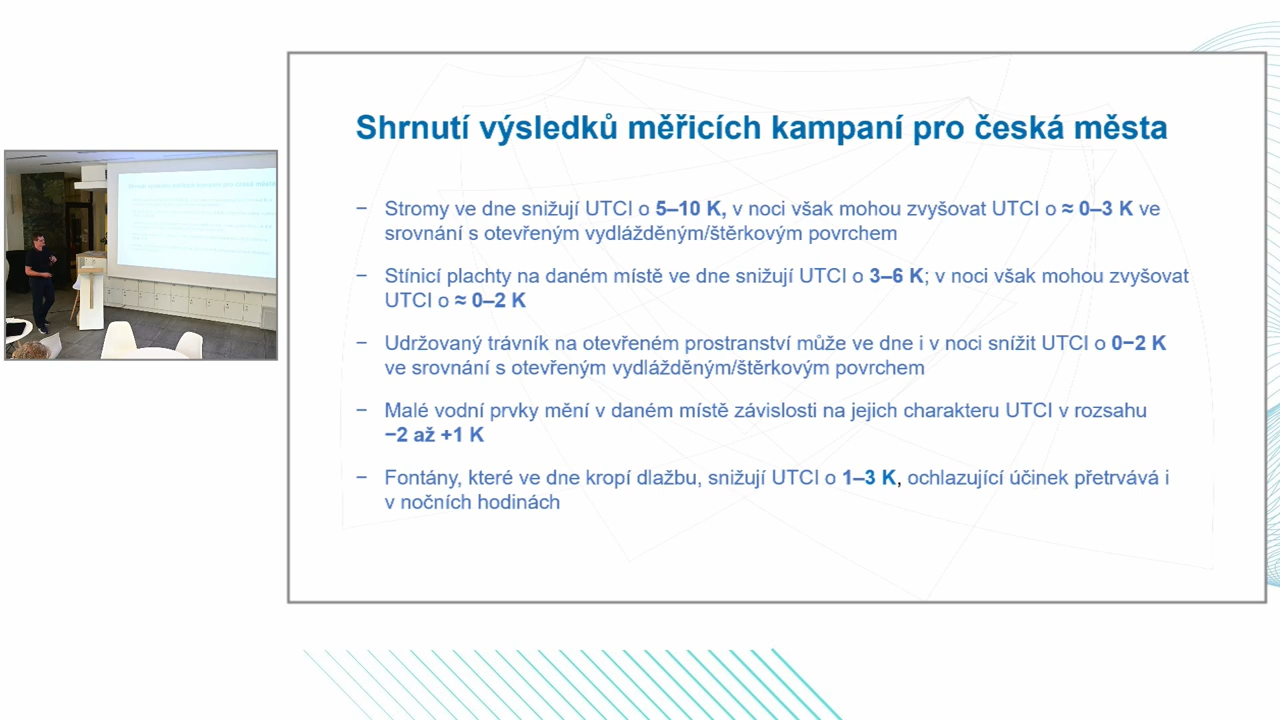 Shrnutí výsledků měřicích kampaní pro česká města
− Stromy ve dne snižují UTCI o 5–10 K, v noci však mohou zvyšovat UTCI o ≈ 0–3 K ve
srovnání s otevřeným vydlážděným/štěrkovým povrchem
− Stínicí plachty na daném místě ve dne snižují UTCI o 3–6 K; v noci však mohou zvyšovat
UTCI o ≈ 0–2 K
− Udržovaný trávník na otevřeném prostranství může ve dne i v noci snížit UTCI o 0−2 K
ve srovnání s otevřeným vydlážděným/štěrkovým povrchem
− Malé vodní prvky mění v daném místě závislosti na jejich charakteru UTCI v rozsahu
−2 až +1 K
− Fontány, které ve dne kropí dlažbu, snižují UTCI o 1–3 K, ochlazující účinek přetrvává i
v nočních hodinách